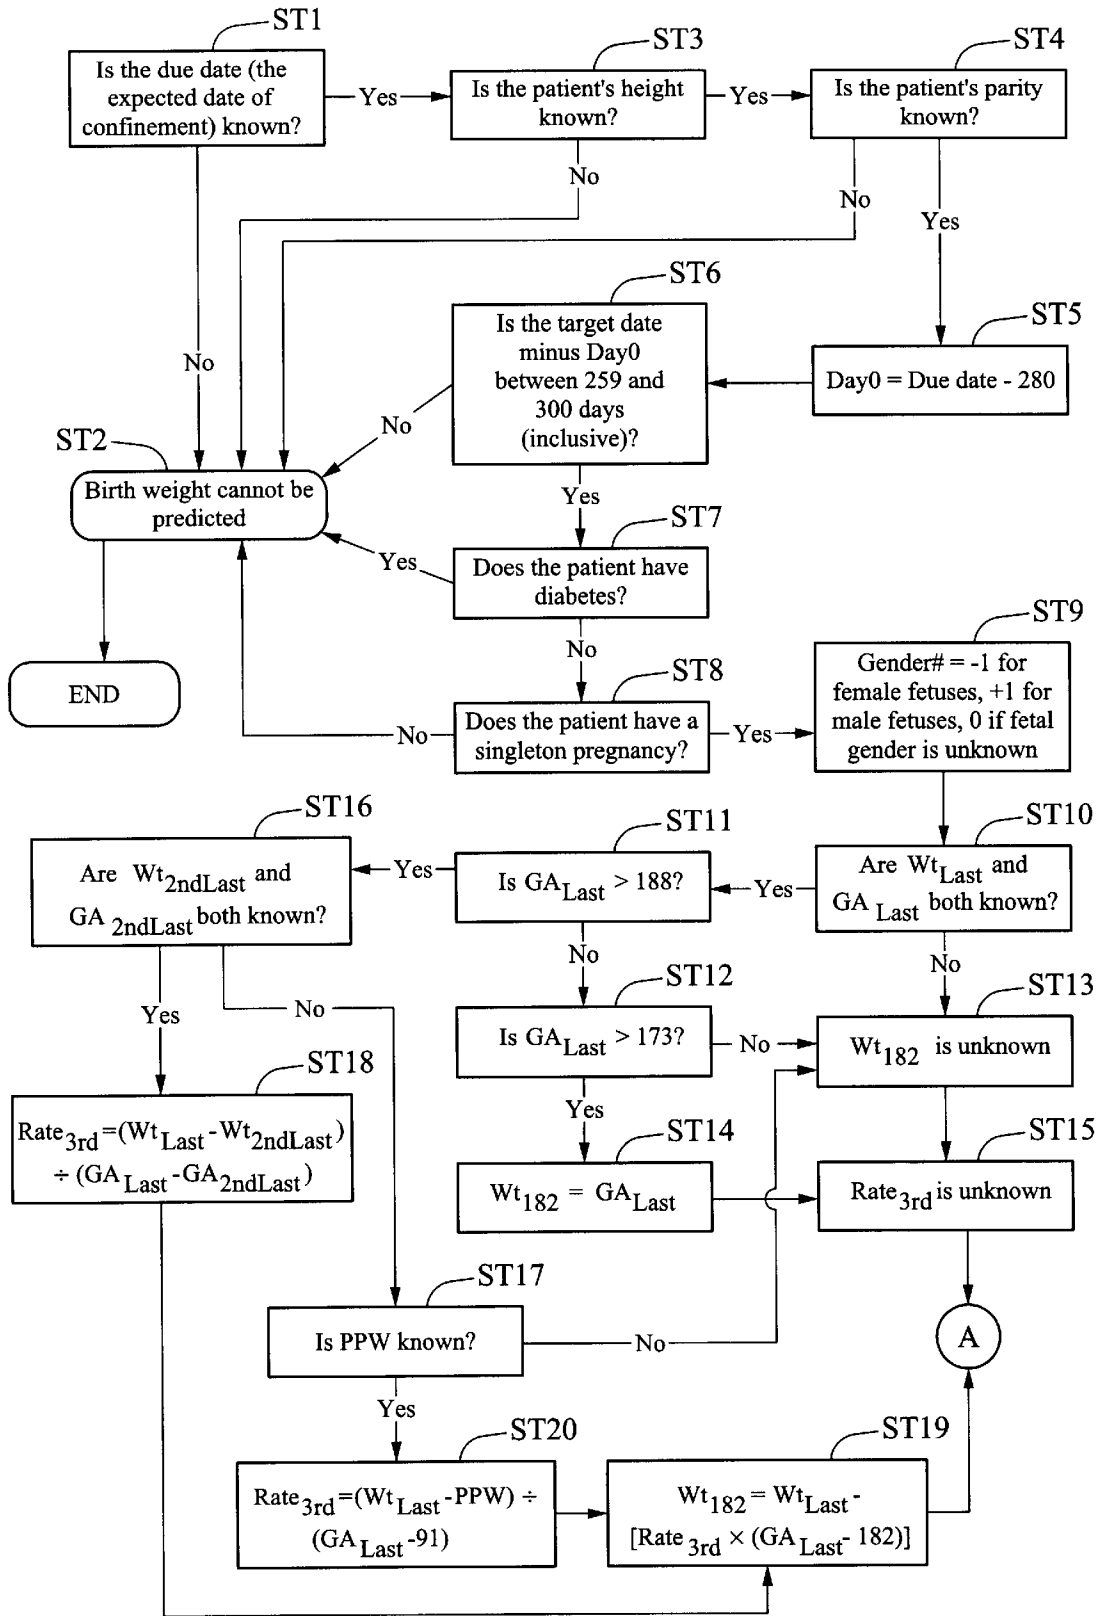 ST1
Is the due date (the
expected date of
confinement) known?
Yes
ST3
Is the patient's height
known?
Yes
ST4
Is the patient's parity
known?
No
No
Yes
No
ST6
Is the target date
minus Day0
between 259 and
300 days
(inclusive)?
ST5
Day0 = Due date - 280
No
ST2
Birth weight cannot be
predicted
Yes
ST7
Does the patient have
diabetes?
Yes
No
END
ST8
Does the patient have a
singleton pregnancy?
No
Yes
ST9
Gender# = -1 for
female fetuses, +1 for
male fetuses, 0 if fetal
gender is unknown
ST16
Are Wt2ndLast and
GA 2ndLast both known?
Yes
ST11
Is GALast > 188?
Yes
ST10
Are WtLast and
GA Last both known?
No
No
Yes
No
ST12
Is GALast > 173?
No
ST13
Wt182 is unknown
ST18
Rate3rd=(WtLast-Wt2ndLast)
÷ (GALast-GA2ndLast)
Yes
ST14
Wt182 = GALast
ST15
Rate3rd is unknown
ST17
Is PPW known?
No
A
Yes
ST20
Rate3rd=(WtLast-PPW) ÷
(GALast-91)
ST19
Wt182 = WtLast-
[Rate3rd × (GALast- 182)]